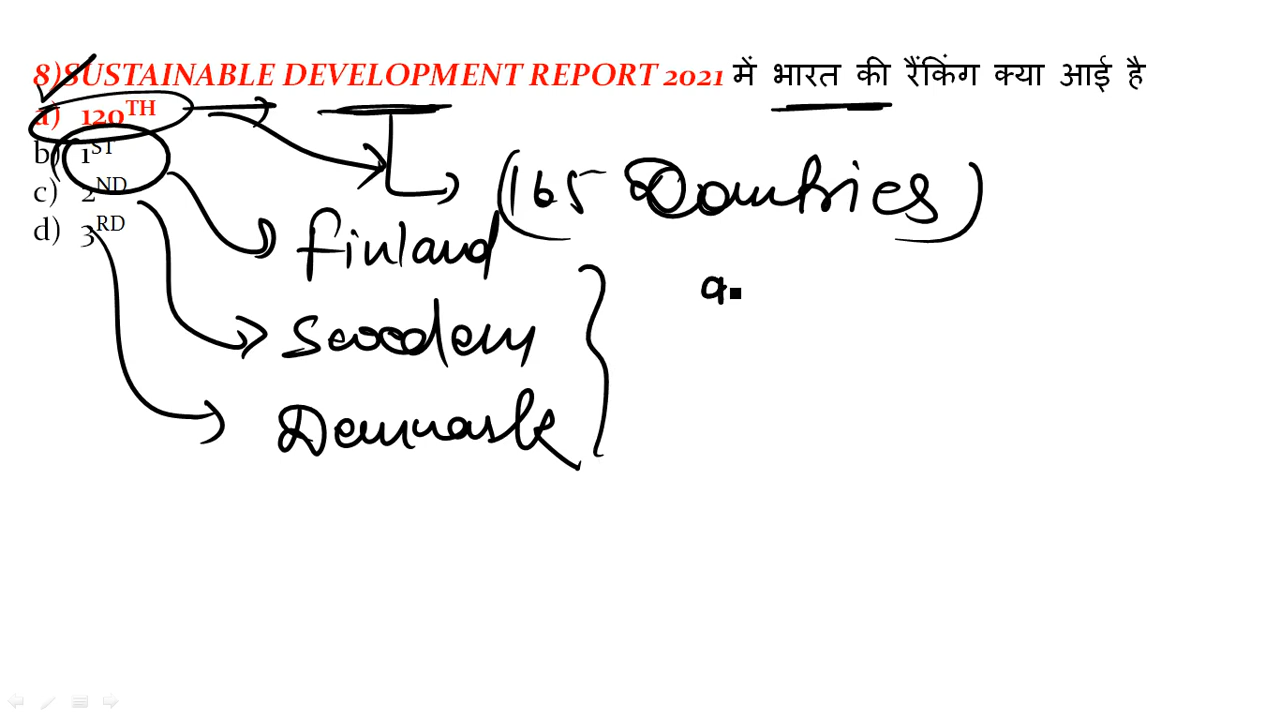 8)SUSTAINABLE DEVELOPMENT REPORT 2021 में भारत की रैंकिंग क्या आई है
a) 120TH
b) 1ST
c) 2ND
d) 3RD
(165 Countries)
finland
Sweden
Denmark